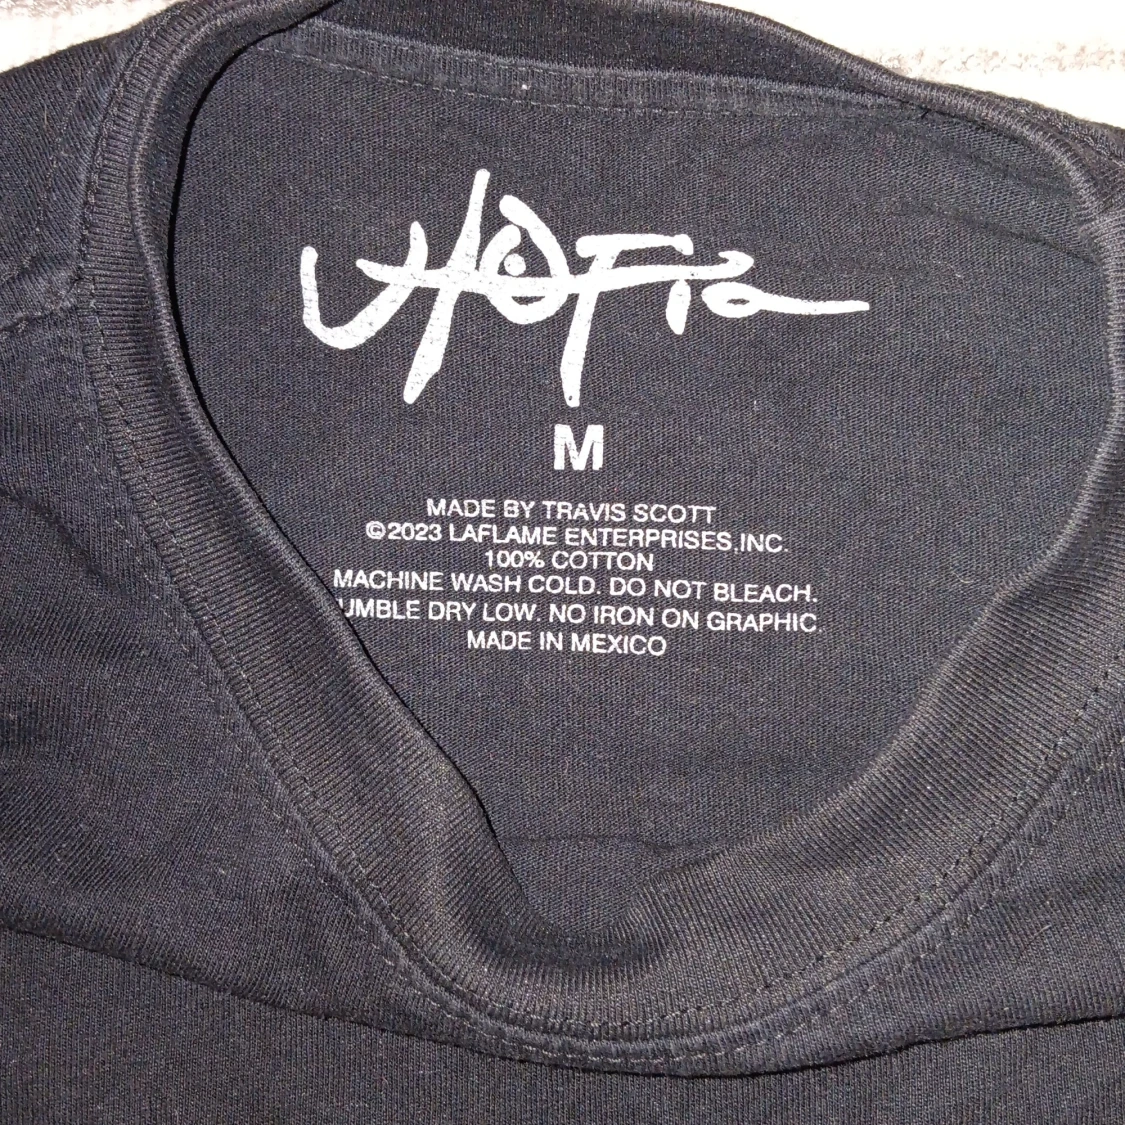 UTOPIA
M
MADE BY TRAVIS SCOTT
©2023 LAFLAME ENTERPRISES,INC.
100% COTTON
MACHINE WASH COLD. DO NOT BLEACH.
UMBLE DRY LOW. NO IRON ON GRAPHIC.
MADE IN MEXICO